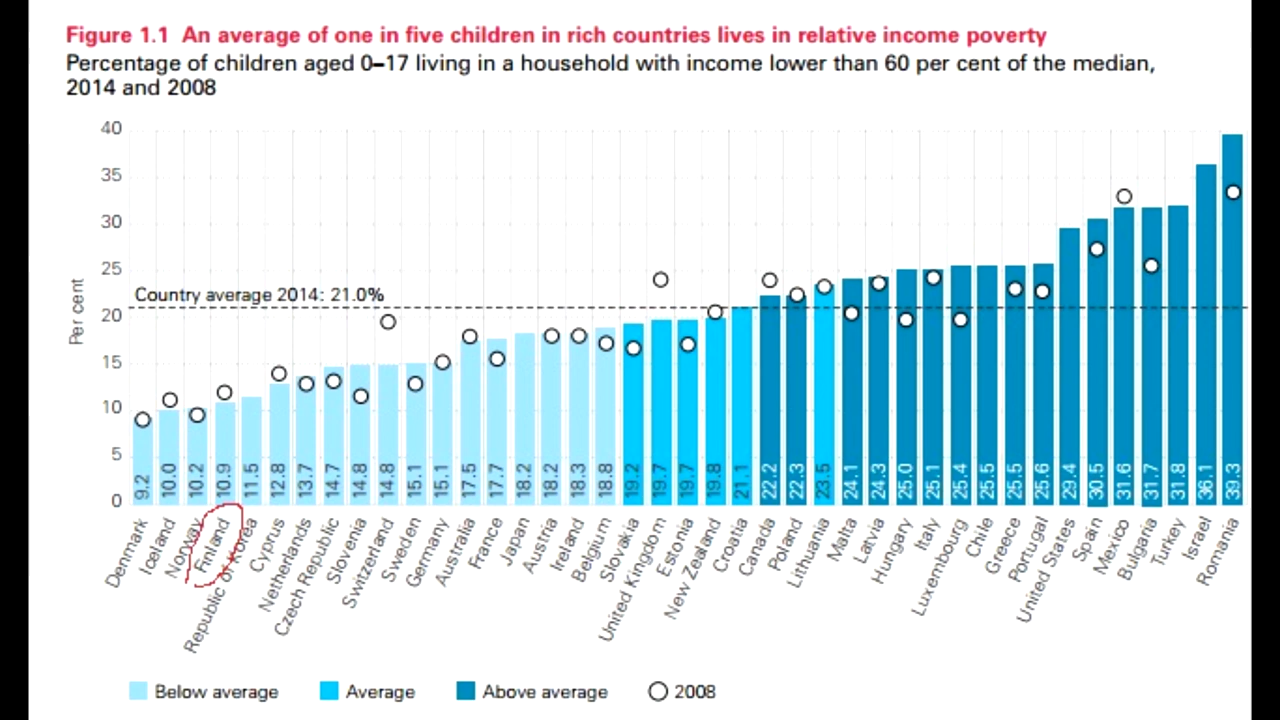 Figure 1.1 An average of one in five children in rich countries lives in relative income poverty
Percentage of children aged 0–17 living in a household with income lower than 60 per cent of the median,
2014 and 2008
40
35
30
25
20
15
10
5
0
Per cent
Country average 2014: 21.0%
9.2
10.0
10.2
10.9
11.5
12.8
13.7
14.7
14.8
14.8
15.1
15.1
17.5
17.7
18.2
18.2
18.3
18.8
19.2
19.7
19.7
19.8
21.1
22.2
22.3
23.5
24.1
24.3
25.0
25.1
25.4
25.5
25.5
25.6
29.4
30.5
31.6
31.7
31.8
36.1
39.3
Denmark
Iceland
Norway
Finland
Republic of Korea
Cyprus
Netherlands
Czech Republic
Slovenia
Switzerland
Sweden
Germany
Australia
France
Japan
Austria
Ireland
Belgium
Slovakia
United Kingdom
Estonia
New Zealand
Croatia
Canada
Poland
Lithuania
Malta
Latvia
Hungary
Italy
Luxembourg
Chile
Greece
Portugal
United States
Spain
Mexico
Bulgaria
Turkey
Israel
Romania
Below average
Average
Above average
2008